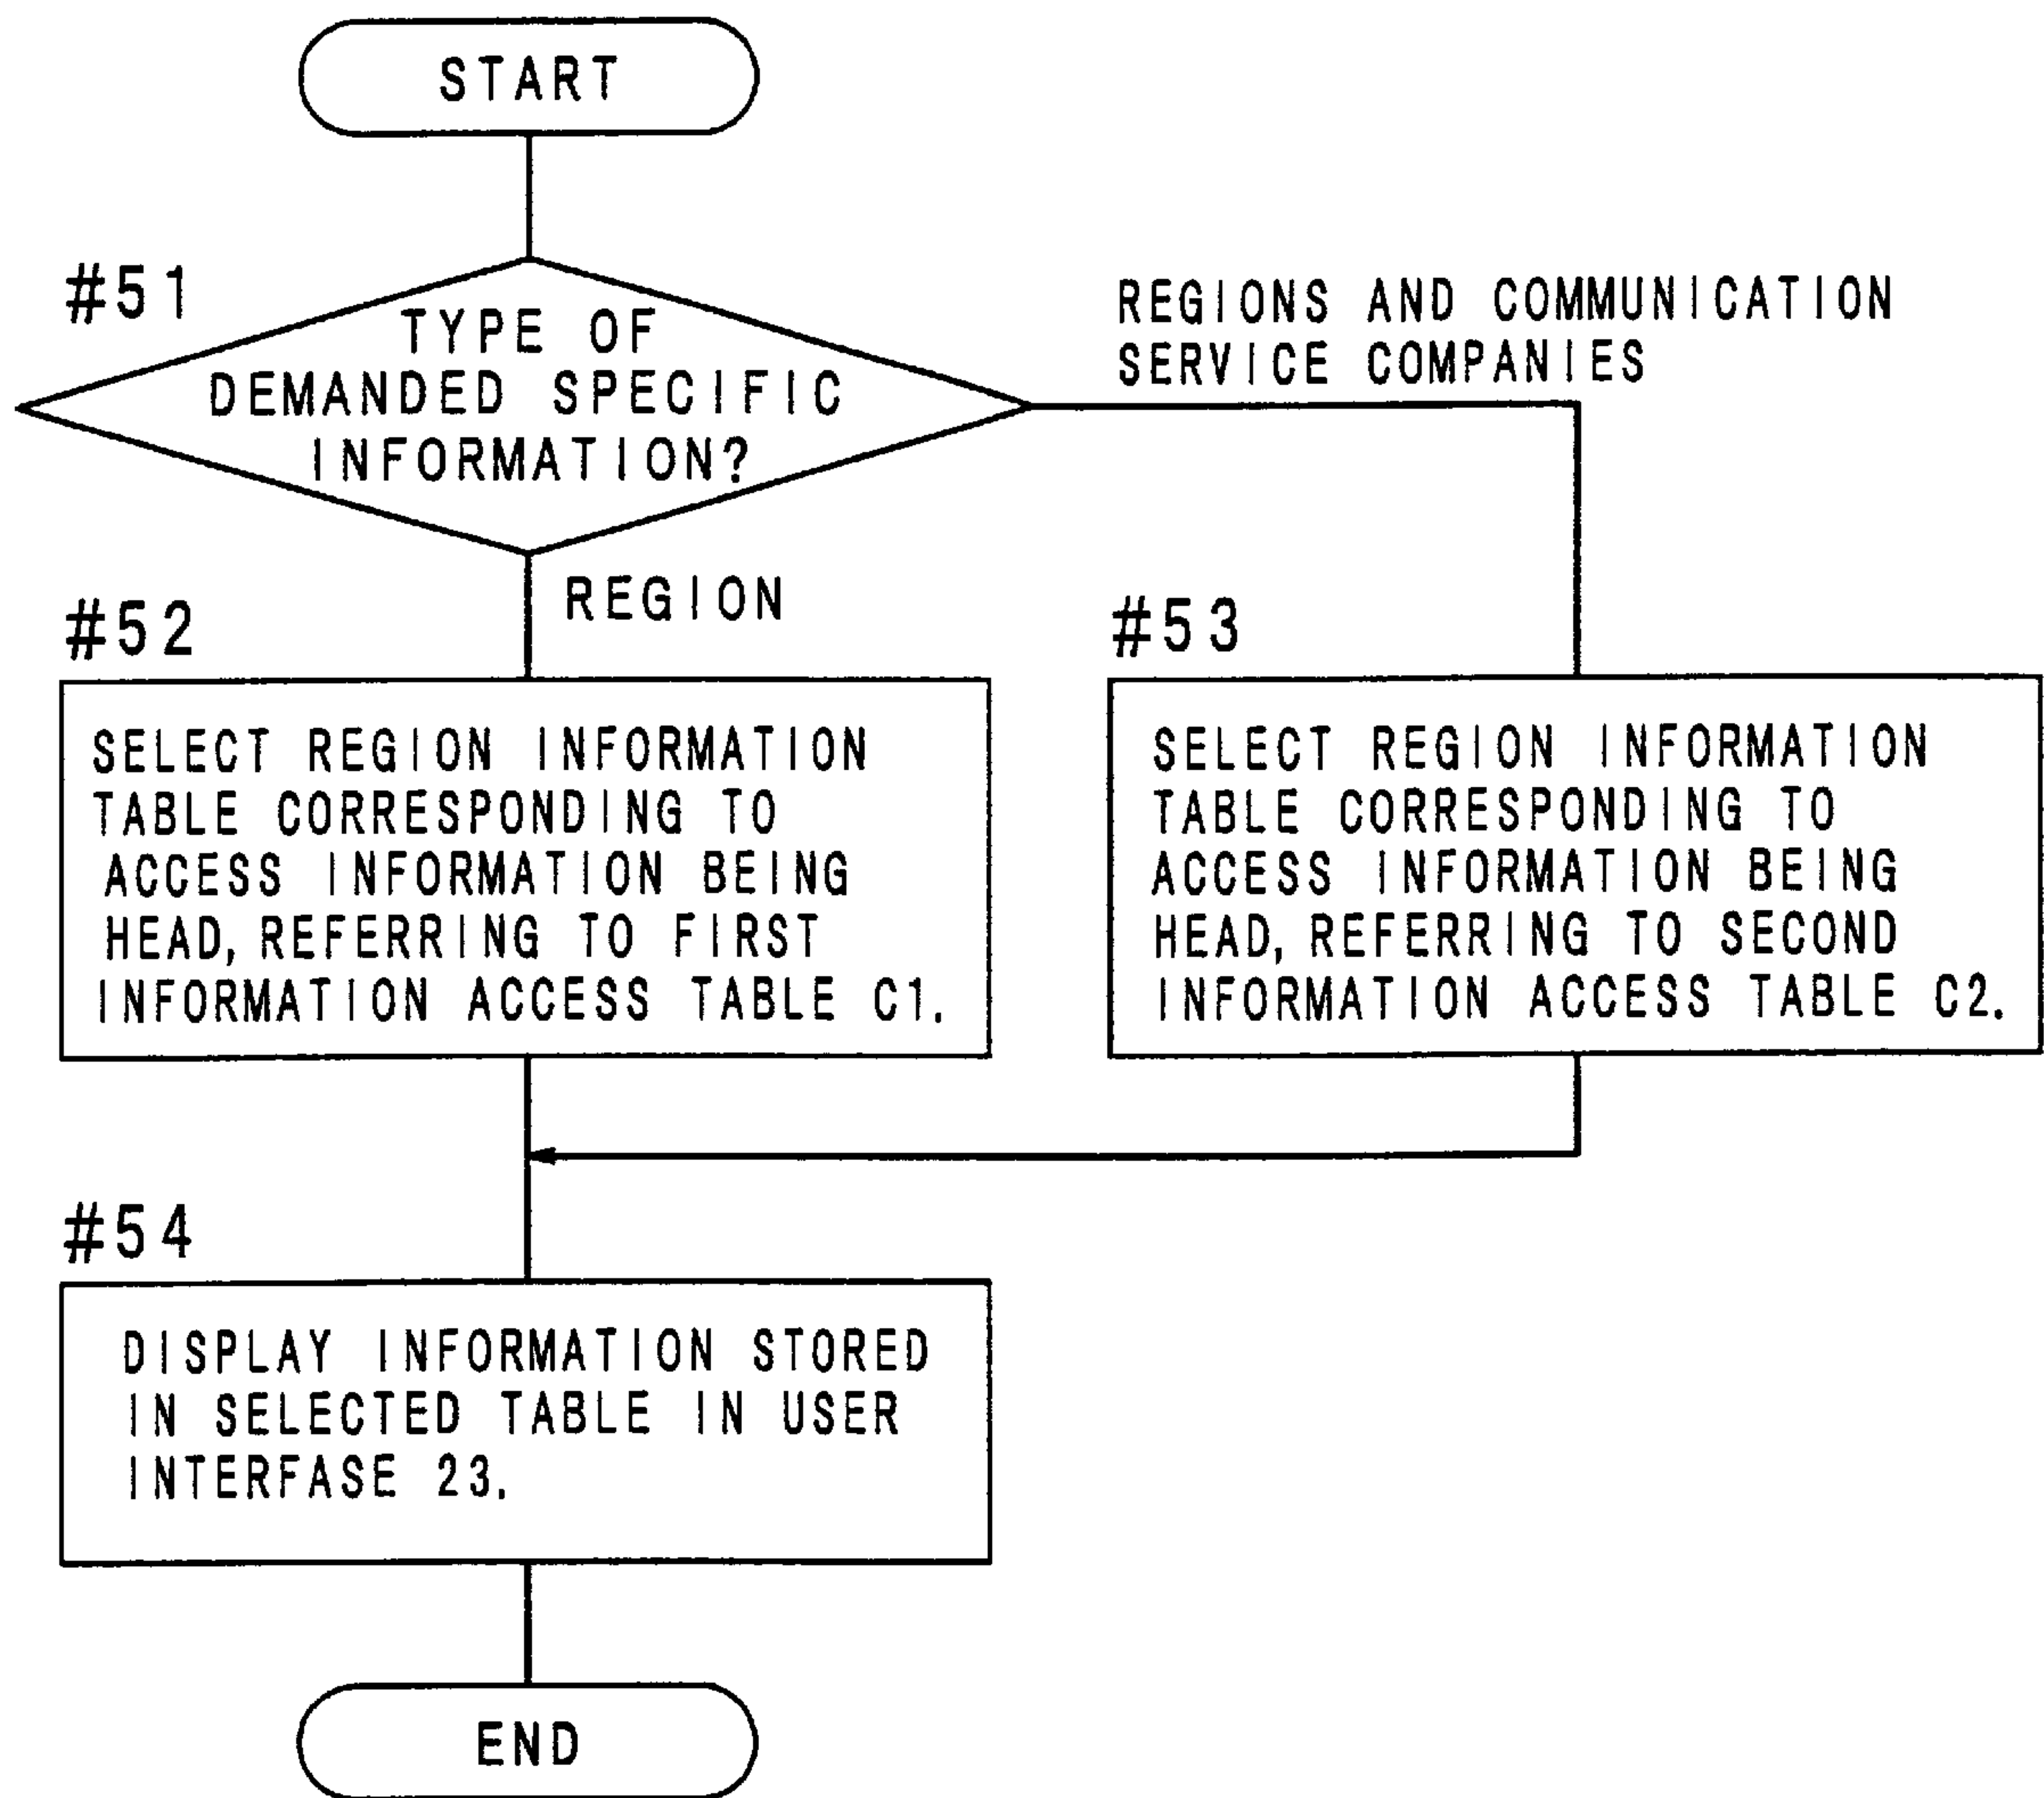 START
#51
TYPE OF
DEMANDED SPECIFIC
INFORMATION?
REGIONS AND COMMUNICATION
SERVICE COMPANIES
REGION
#52
SELECT REGION INFORMATION
TABLE CORRESPONDING TO
ACCESS INFORMATION BEING
HEAD, REFERRING TO FIRST
INFORMATION ACCESS TABLE C1.
#53
SELECT REGION INFORMATION
TABLE CORRESPONDING TO
ACCESS INFORMATION BEING
HEAD, REFERRING TO SECOND
INFORMATION ACCESS TABLE C2.
#54
DISPLAY INFORMATION STORED
IN SELECTED TABLE IN USER
INTERFASE 23.
END